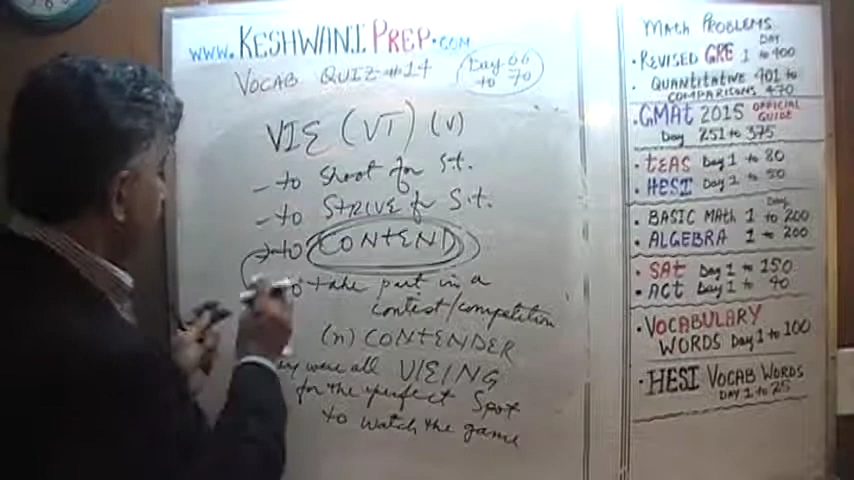 www.KESHWANIPREP.com
VOCAB QUIZ #14
Day 66
to 70
VIE (VT) (V)
- to Shoot for S.t.
- to STRIVE for S.t.
- to CONTEND
to take part in a
contest/competition
(n) CONTENDER
were all VIEING
for the perfect Spot
to watch the game
MATH PROBLEMS
DAY
• REVISED GRE 1 to 400
• QUANTITATIVE 401 to
COMPARISONS 470
• GMAT 2015 OFFICIAL GUIDE
Day 251 to 375
• TEAS Day 1 to 80
• HESI Day 1 to 50
Day
• BASIC MATH 1 to 200
• ALGEBRA 1 to 200
• SAt Day 1 to 150
• ACT Day 1 to 40
• VOCABULARY
WORDS Day 1 to 100
• HESI VOCAB WORDS
DAY 1 to 25